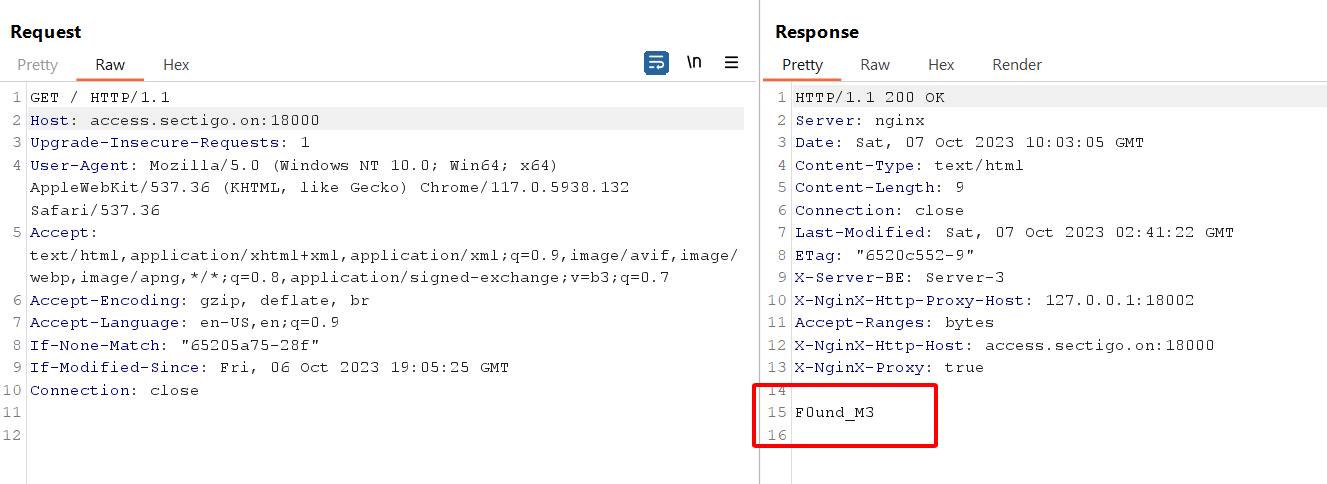 Request
Pretty Raw Hex \n
1 GET / HTTP/1.1
2 Host: access.sectigo.on:18000
3 Upgrade-Insecure-Requests: 1
4 User-Agent: Mozilla/5.0 (Windows NT 10.0; Win64; x64)
AppleWebKit/537.36 (KHTML, like Gecko) Chrome/117.0.5938.132
Safari/537.36
5 Accept:
text/html,application/xhtml+xml,application/xml;q=0.9,image/avif,image/
webp,image/apng,*/*;q=0.8,application/signed-exchange;v=b3;q=0.7
6 Accept-Encoding: gzip, deflate, br
7 Accept-Language: en-US,en;q=0.9
8 If-None-Match: "65205a75-28f"
9 If-Modified-Since: Fri, 06 Oct 2023 19:05:25 GMT
10 Connection: close
11
12
Response
Pretty Raw Hex Render
1 HTTP/1.1 200 OK
2 Server: nginx
3 Date: Sat, 07 Oct 2023 10:03:05 GMT
4 Content-Type: text/html
5 Content-Length: 9
6 Connection: close
7 Last-Modified: Sat, 07 Oct 2023 02:41:22 GMT
8 ETag: "6520c552-9"
9 X-Server-BE: Server-3
10 X-NginX-Http-Proxy-Host: 127.0.0.1:18002
11 Accept-Ranges: bytes
12 X-NginX-Http-Host: access.sectigo.on:18000
13 X-NginX-Proxy: true
14
15 F0und_M3
16